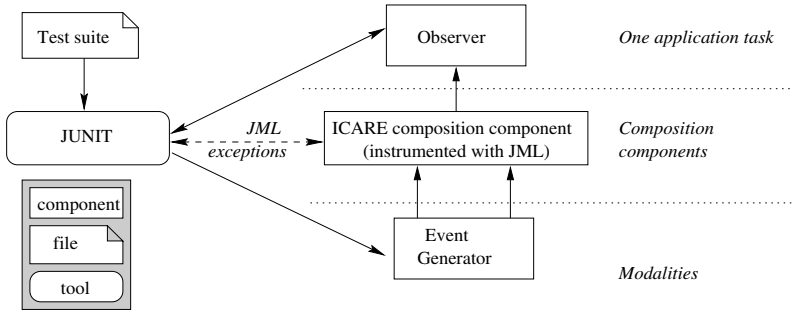 Test suite
Observer
One application task
JUNIT
JML
exceptions
ICARE composition component
(instrumented with JML)
Composition
components
component
file
tool
Event
Generator
Modalities